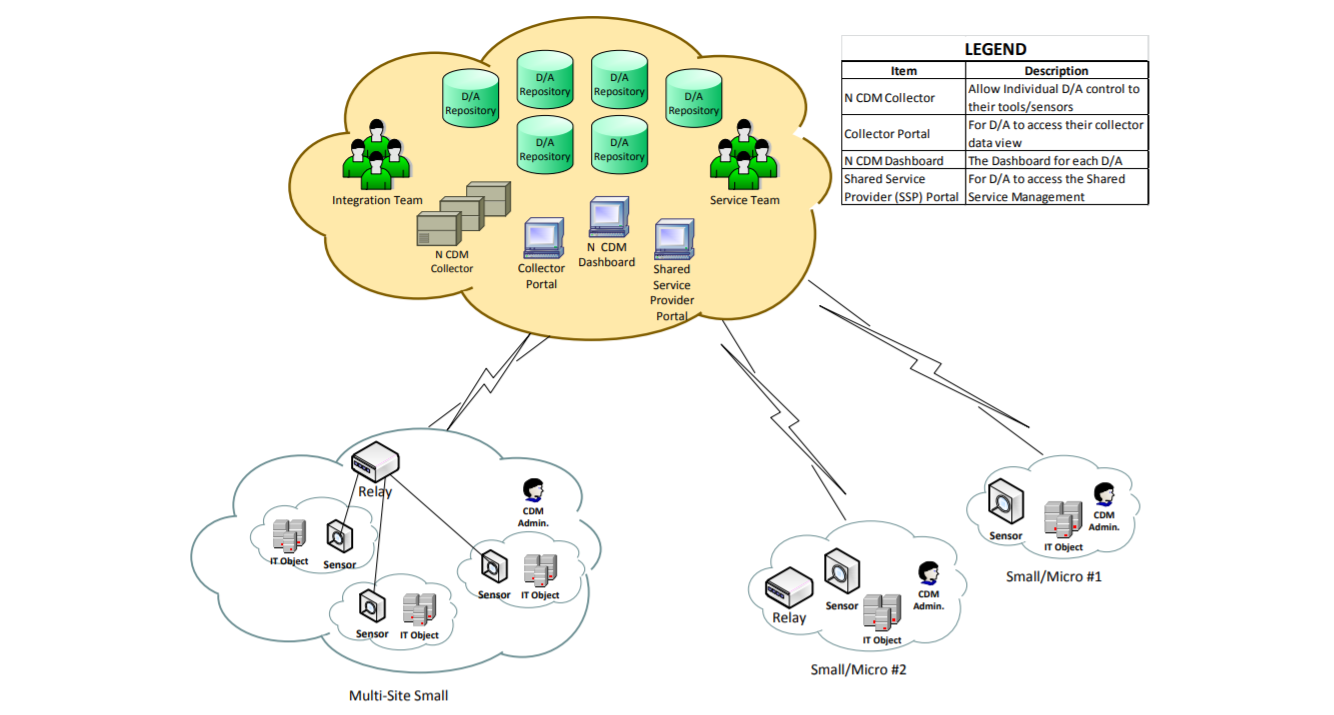 D/A
Repository
D/A
Repository
D/A
Repository
D/A
Repository
D/A
Repository
D/A
Repository
Integration Team
Service Team
N CDM
Collector
Collector
Portal
N CDM
Dashboard
Shared
Service
Provider
Portal
LEGEND
Item Description
N CDM Collector
Allow Individual D/A control to
their tools/sensors
Collector Portal
For D/A to access their collector
data view
N CDM Dashboard The Dashboard for each D/A
Shared Service
Provider (SSP) Portal
For D/A to access the Shared
Service Management
Relay
CDM
Admin.
IT Object
Sensor
Sensor
IT Object
Sensor
IT Object
Multi-Site Small
Relay
Sensor
IT Object
CDM
Admin.
Small/Micro #2
Sensor
IT Object
CDM
Admin.
Small/Micro #1